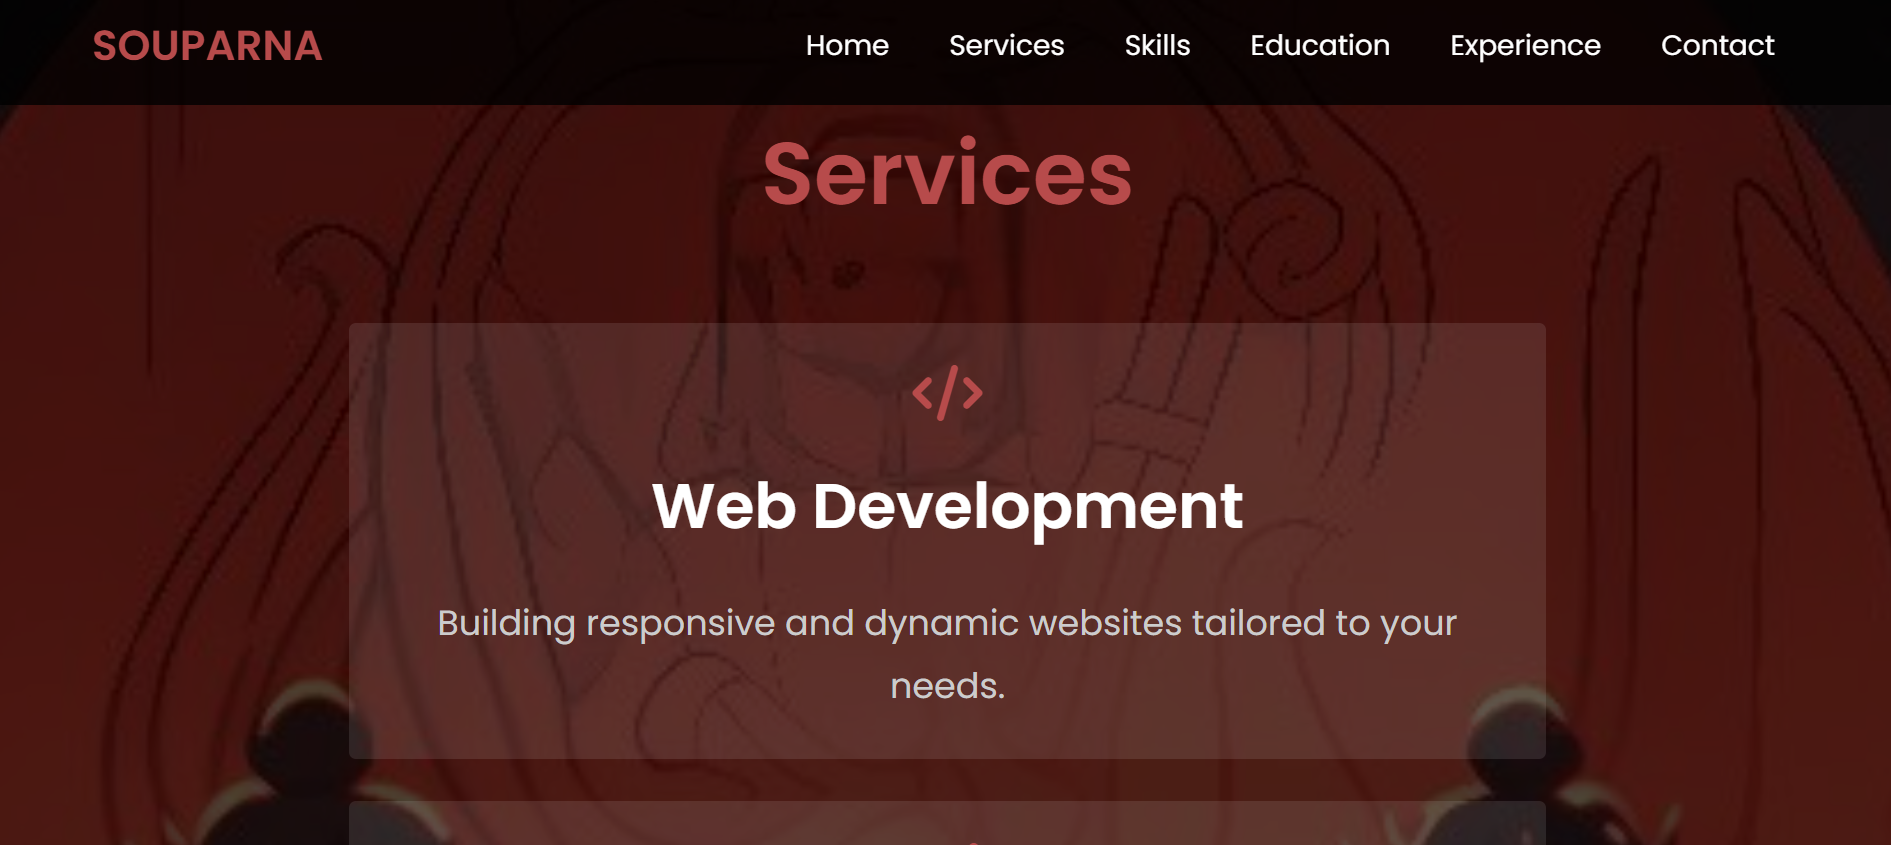 SOUPARNA
Home Services Skills Education Experience Contact
Services
Web Development
Building responsive and dynamic websites tailored to your
needs.